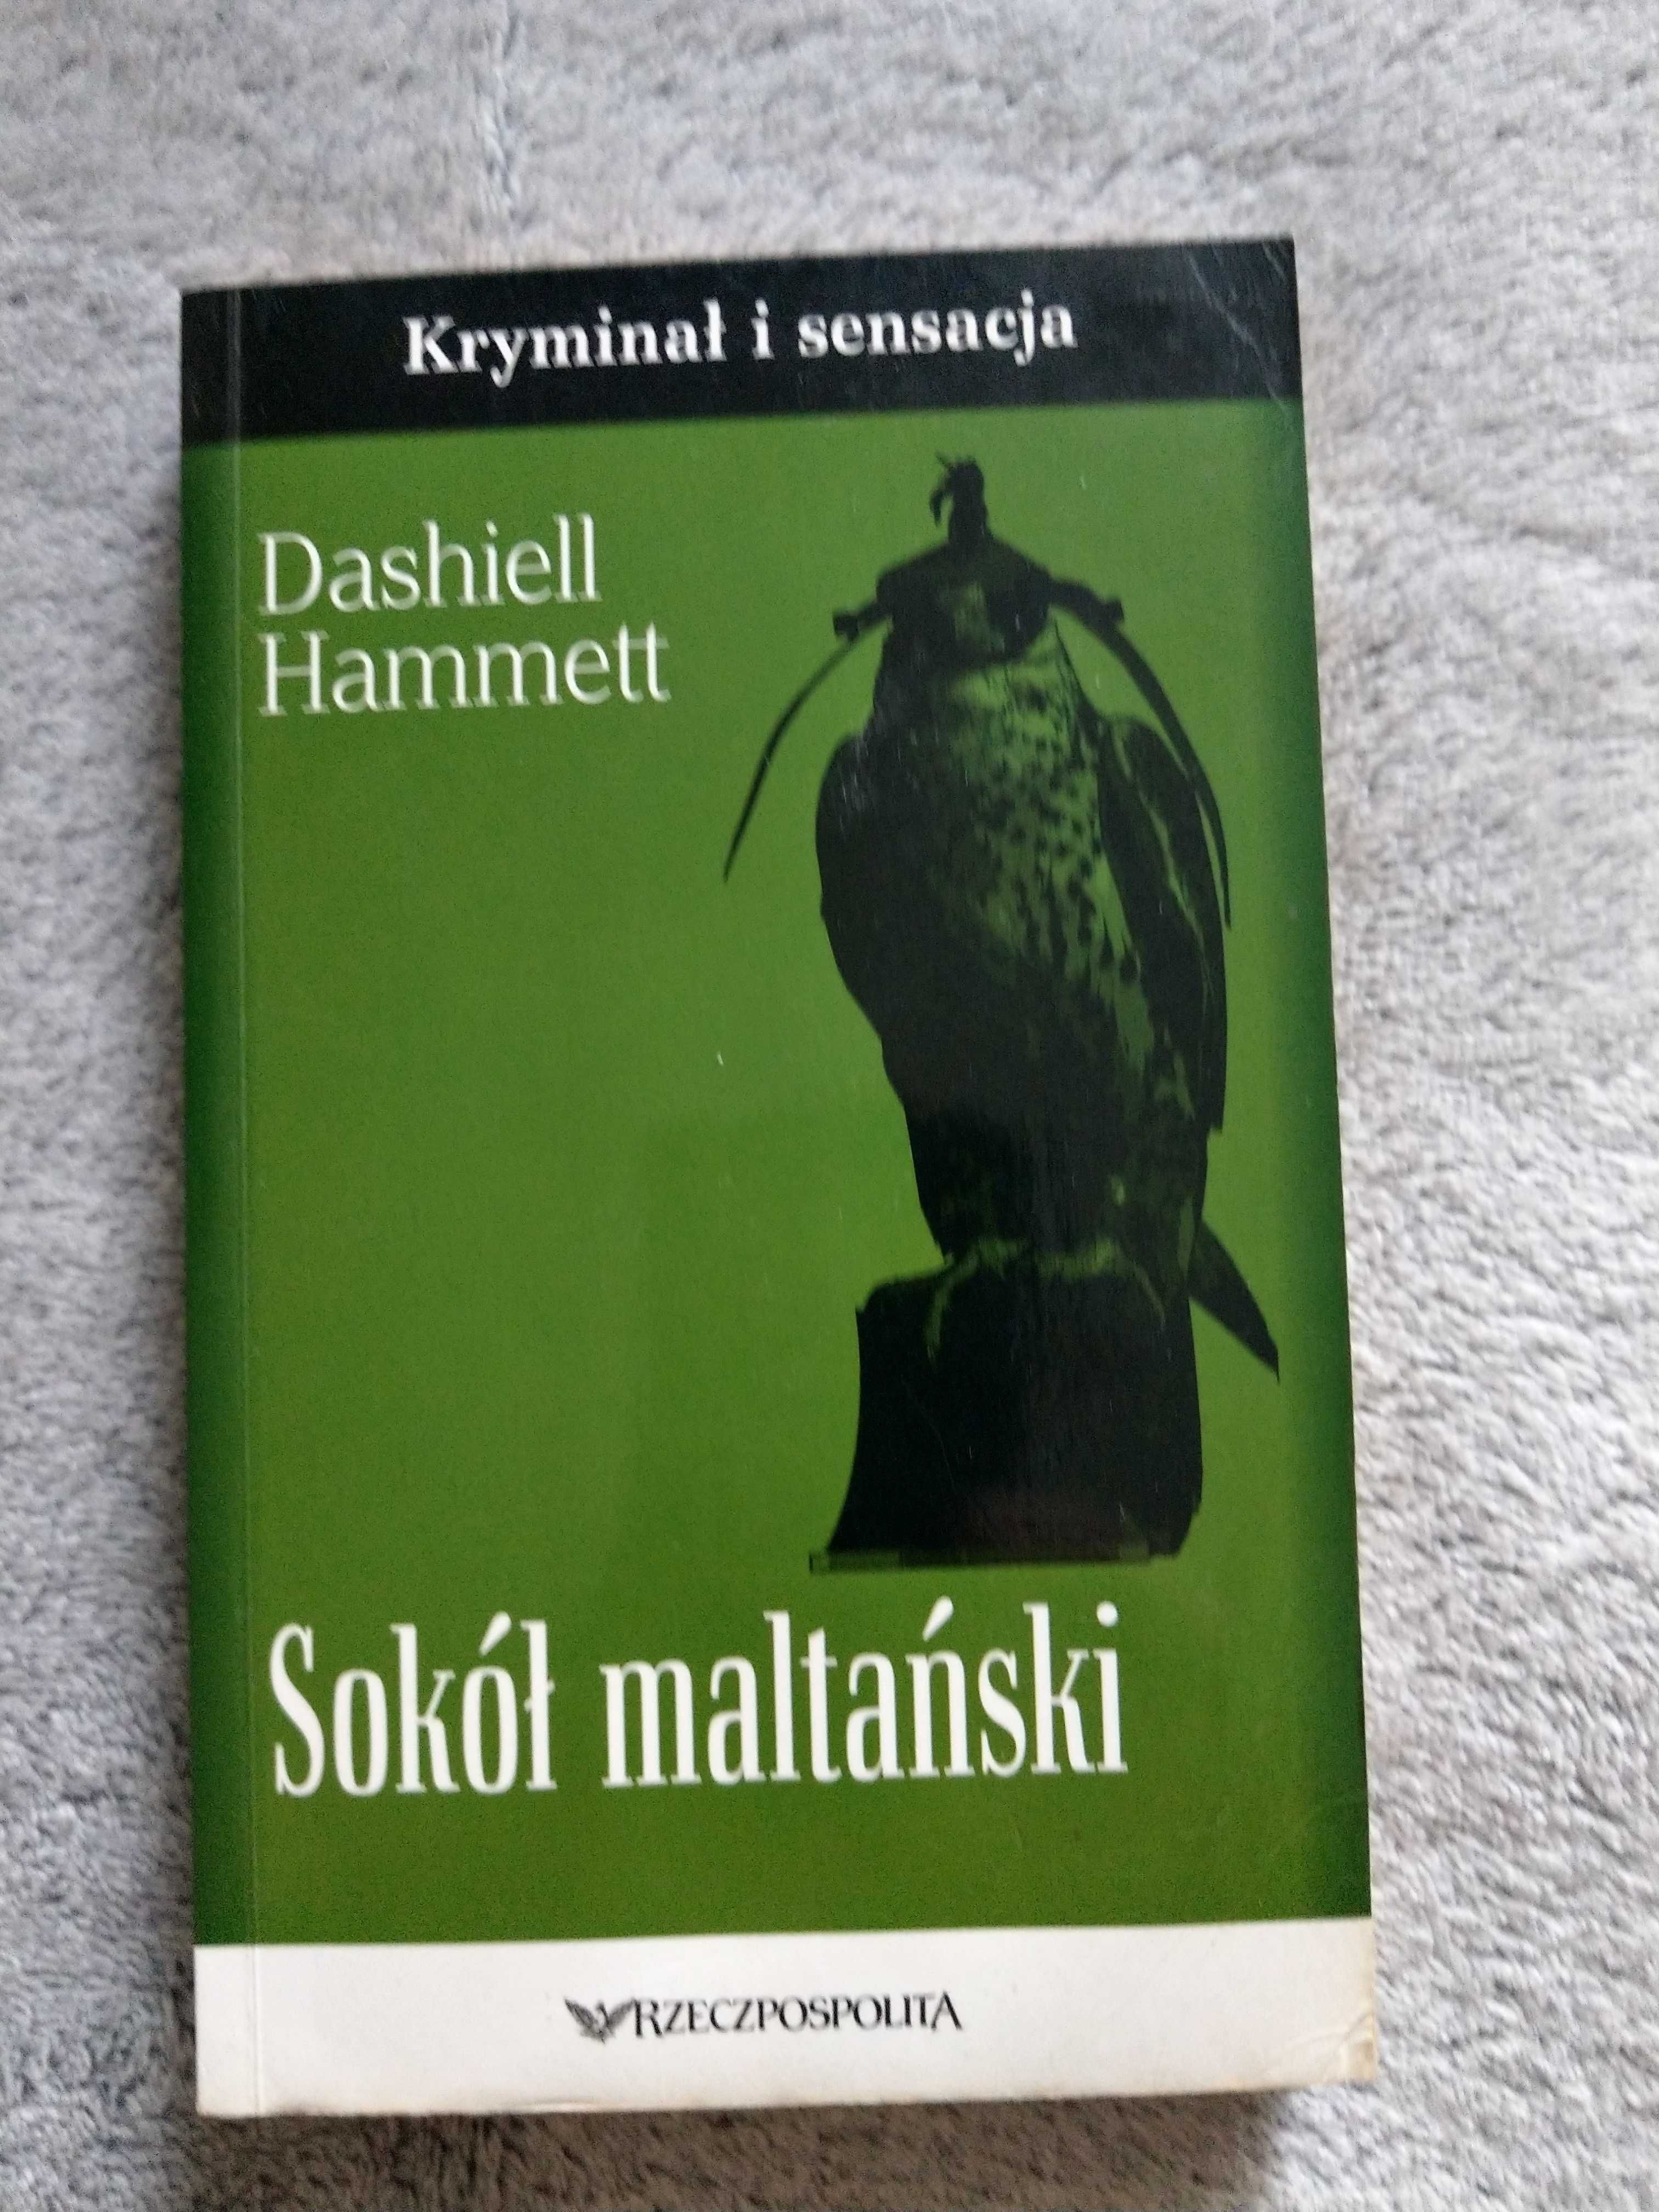 Kryminał i sensacja
Dashiell
Hammett
Sokół maltański
RZECZPOSPOLITA